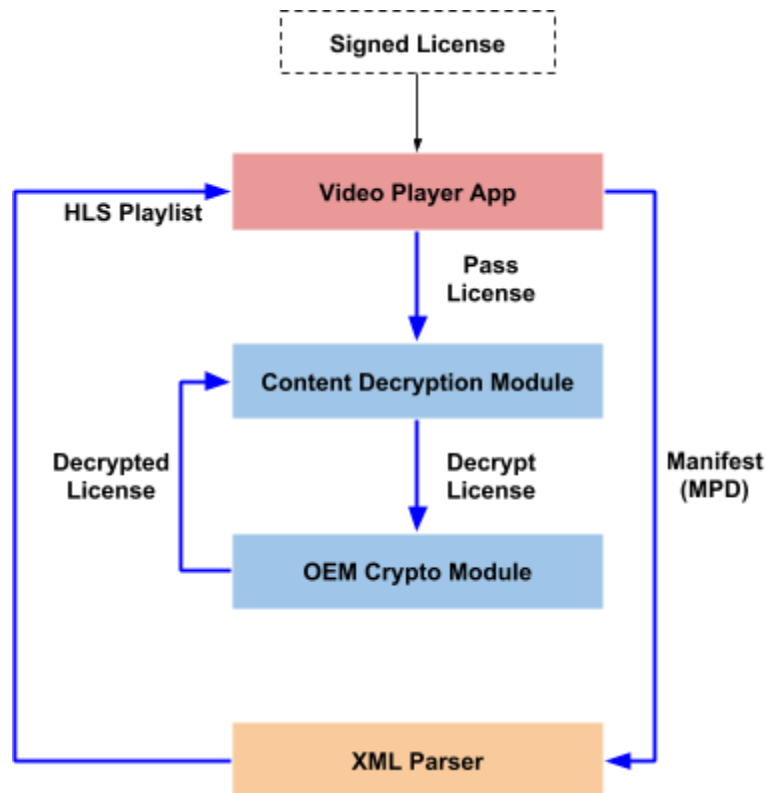 Signed License
Video Player App
HLS Playlist
Pass
License
Content Decryption Module
Decrypted
License
Decrypt
License
Manifest
(MPD)
OEM Crypto Module
XML Parser